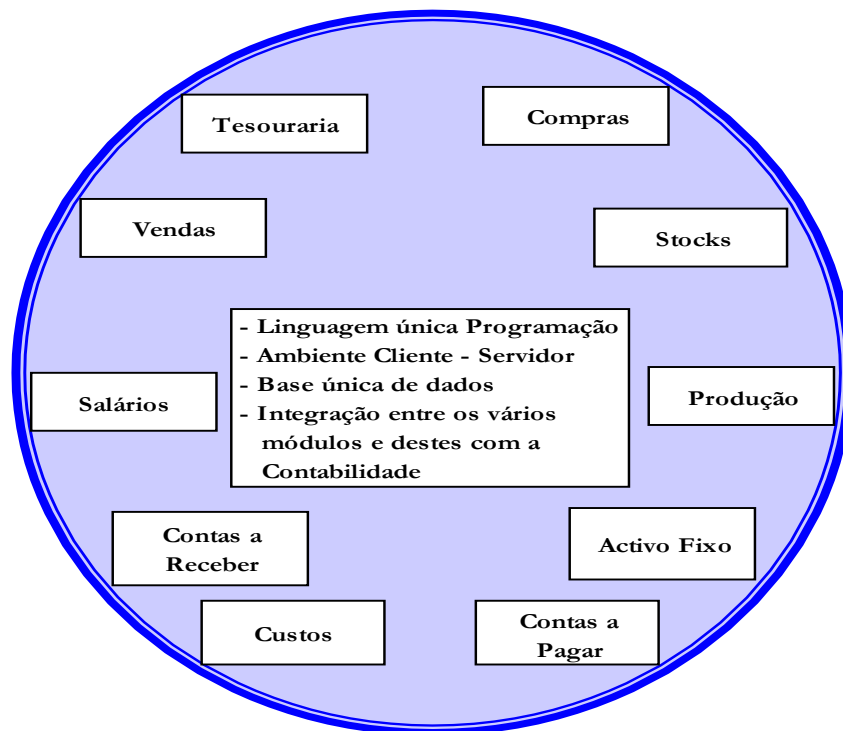 Tesouraria
Compras
Vendas
Stocks
- Linguagem única Programação
- Ambiente Cliente - Servidor
- Base única de dados
- Integração entre os vários
módulos e destes com a
Contabilidade
Salários
Produção
Contas a
Receber
Activo Fixo
Custos
Contas a
Pagar